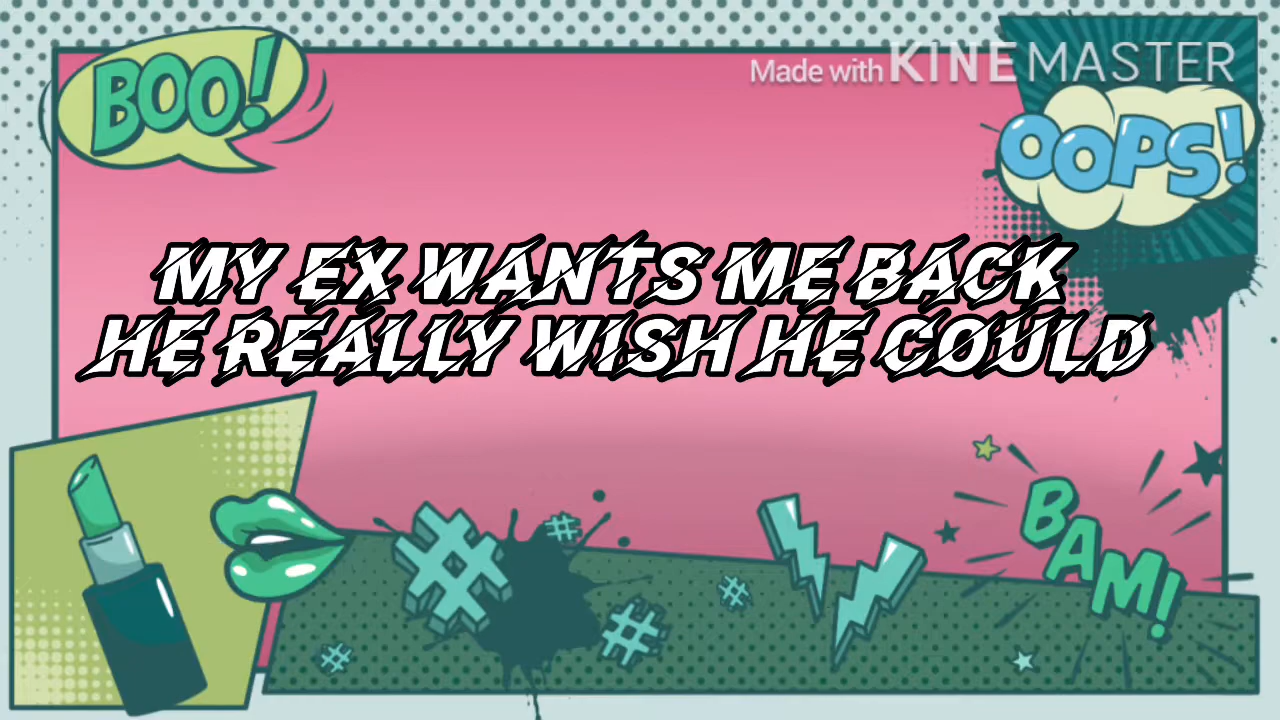 BOO!
Made with KINEMASTER
OOPS!
MY EX WANTS ME BACK
HE REALLY WISH HE COULD
BAM!